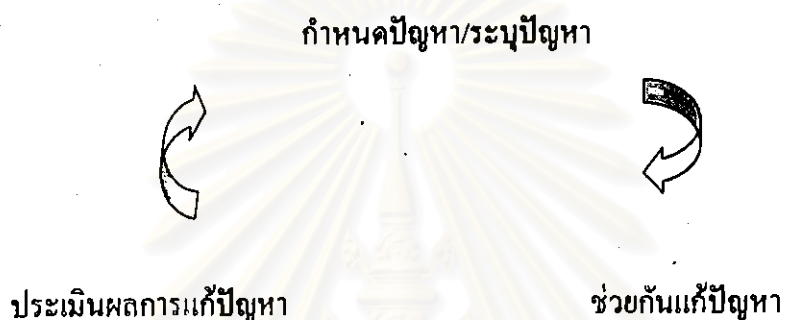 กำหนดปัญหา/ระบุปัญหา
ประเมินผลการแก้ปัญหา
ช่วยกันแก้ปัญหา